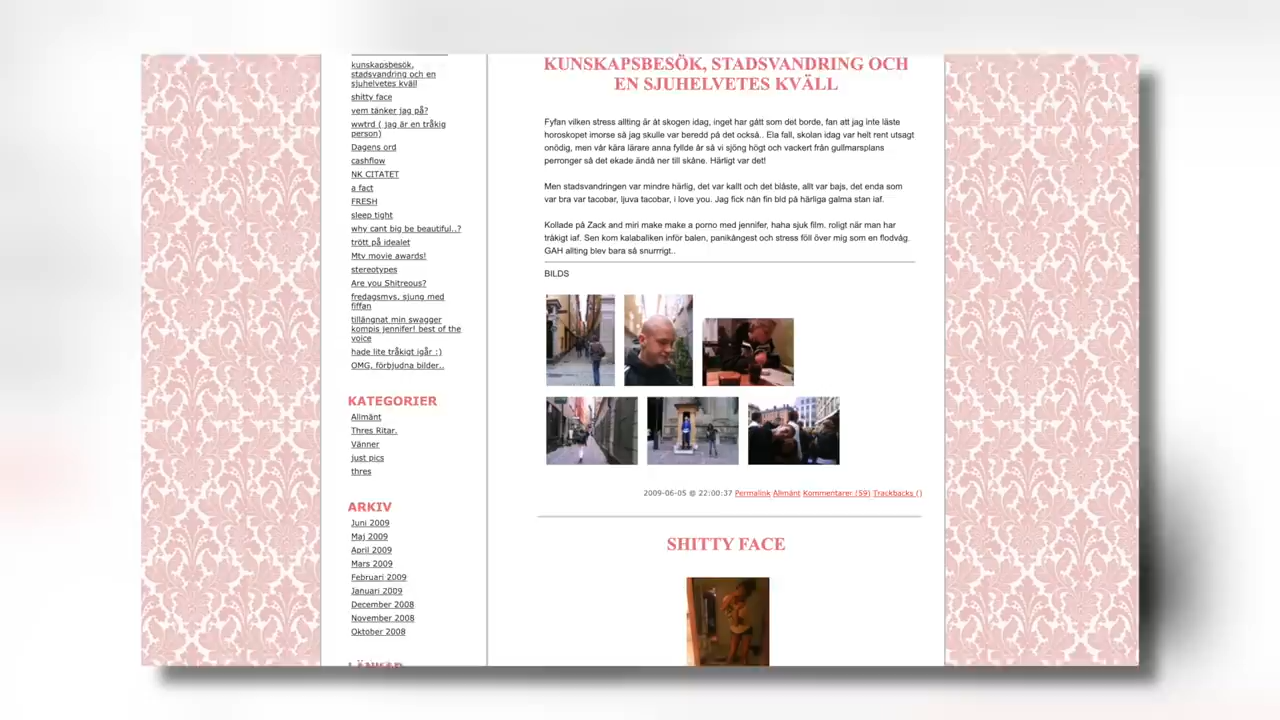 kunskapsbesök,
stadsvandring och en
sjuhelvetes kväll
shitty face
vem tänker jag på?
wwtrd ( jag är en tråkig
person)
Dagens ord
cashflow
NK CITATET
a fact
FRESH
sleep tight
why cant big be beautiful..?
trött på idealet
Mtv movie awards!
stereotypes
Are you Shitreous?
fredagsmys, sjung med
fiffan
tillängnat min swagger
kompis jennifer! best of the
voice
hade lite tråkigt igår :)
OMG, förbjudna bilder..
KATEGORIER
Allmänt
Thres Ritar.
Vänner
just pics
thres
ARKIV
Juni 2009
Maj 2009
April 2009
Mars 2009
Februari 2009
Januari 2009
December 2008
November 2008
Oktober 2008
KUNSKAPSBESÖK, STADSVANDRING OCH
EN SJUHELVETES KVÄLL
Fyfan vilken stress allting är åt skogen idag, inget har gått som det borde, fan att jag inte läste
horoskopet imorse så jag skulle var beredd på det också.. Ela fall, skolan idag var helt rent utsagt
onödig, men vår kära lärare anna fyllde år så vi sjöng högt och vackert från gullmarsplans
perronger så det ekade ändå ner till skåne. Härligt var det!
Men stadsvandringen var mindre härlig, det var kallt och det blåste, allt var bajs, det enda som
var bra var tacobar, ljuva tacobar, i love you. Jag fick nån fin bld på härliga galma stan iaf.
Kollade på Zack and miri make make a porno med jennifer, haha sjuk film. roligt när man har
tråkigt iaf. Sen kom kalabaliken inför balen, panikångest och stress föll över mig som en flodvåg.
GAH allting blev bara så snurrrigt..
BILDS
2009-06-05 @ 22:00:37 Permalink Allmänt Kommentarer (59) Trackbacks ()
SHITTY FACE